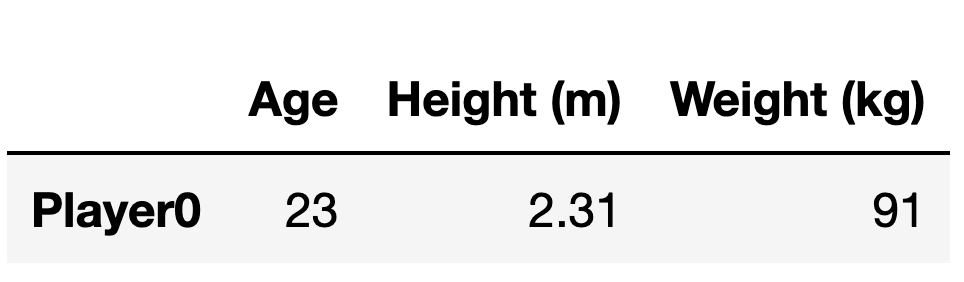 Age Height (m) Weight (kg)
Player0 23 2.31 91